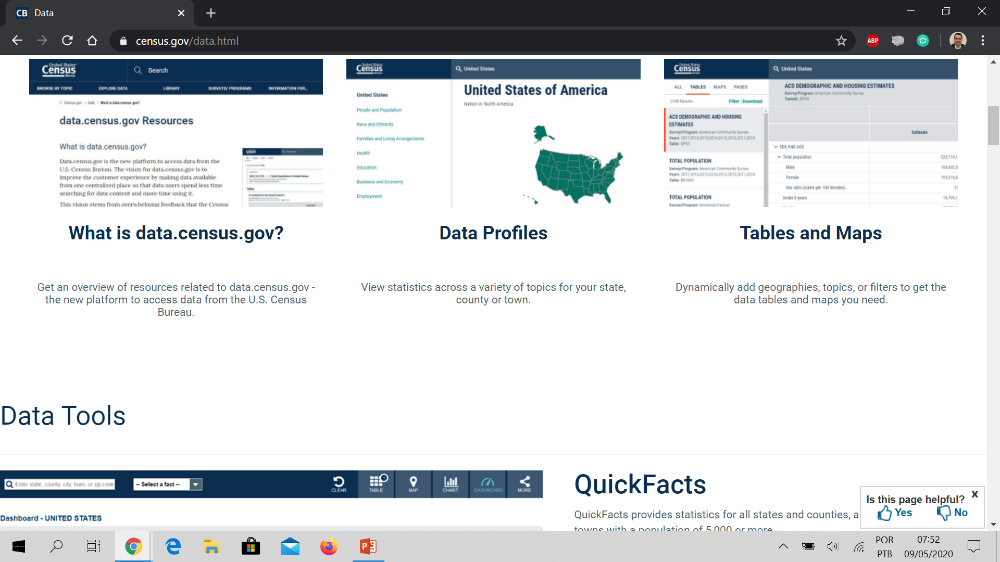 CB Data
census.gov/data.html
ABP
United States
Census
Bureau
Search
BROWSE BY TOPIC EXPLORE DATA LIBRARY SURVEYS/ PROGRAMS INFORMATION FOR...
// Census.gov > Data > What is data.census.gov?
data.census.gov Resources
What is data.census.gov?
Data.census.gov is the new platform to access data from the
U.S. Census Bureau. The vision for data.census.gov is to
improve the customer experience by making data available
from one centralized place so that data users spend less time
searching for data content and more time using it.
This vision stems from overwhelming feedback that the Census
What is data.census.gov?
Get an overview of resources related to data.census.gov -
the new platform to access data from the U.S. Census
Bureau.
United States
Census
Bureau
United States
United States
People and Population
Race and Ethnicity
Families and Living Arrangements
Health
Education
Business and Economy
Employment
United States of America
Nation in: North America
Data Profiles
View statistics across a variety of topics for your state,
county or town.
United States
Census
Bureau
United States
ALL TABLES MAPS PAGES
2188 Results Filter | Download
ACS DEMOGRAPHIC AND HOUSING
ESTIMATES
Survey/Program: American Community Survey
Years: 2017,2016,2015,2014,2013,2012,2011,2010
Table: DP05
TOTAL POPULATION
Survey/Program: American Community Survey
Years: 2017,2016,2015,2014,2013,2012,2011,2010
Table: B01003
TOTAL POPULATION
Survey/Program: Decennial Census
ACS DEMOGRAPHIC AND HOUSING ESTIMATES
Survey/Program: American Community Survey
TableID: DP05
Estimate
SEX AND AGE
Total population 325,719,1
Male 160,402,5
Female 165,316,6
Sex ratio (males per 100 females) 97
Under 5 years 19,795,1
Tables and Maps
Dynamically add geographies, topics, or filters to get the
data tables and maps you need.
Data Tools
Enter state, county, city, town, or zip code
-- Select a fact --
CLEAR
1
TABLE
MAP
CHART
DASHBOARD
MORE
Dashboard - UNITED STATES
QuickFacts
QuickFacts provides statistics for all states and counties, a
towns with a population of 5,000 or more.
Is this page helpful? X
Yes No
POR
PTB
07:52
09/05/2020